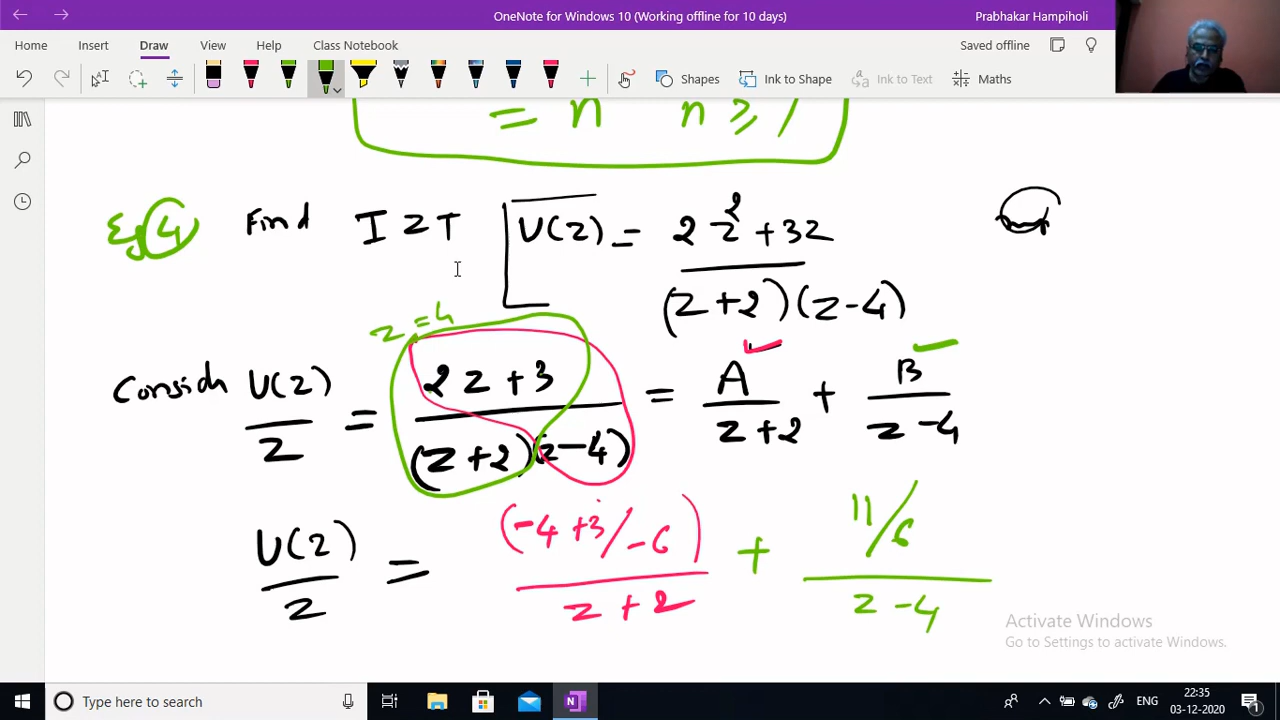 OneNote for Windows 10 (Working offline for 10 days)
Prabhakar Hampiholi
Home Insert Draw View Help Class Notebook
Saved offline
Shapes Ink to Shape Ink to Text Maths
= n n ≥ 1
Eg 4 Find I Z T U(z) = 2z² + 3z
(z+2)(z-4)
z = 4
Consider U(z)/z = (2z+3)/((z+2)(z-4)) = A/(z+2) + B/(z-4)
U(z)/z = (-4+3/-6)/(z+2) + (11/6)/(z-4)
Activate Windows
Go to Settings to activate Windows.
Type here to search
ENG
22:35
03-12-2020
1